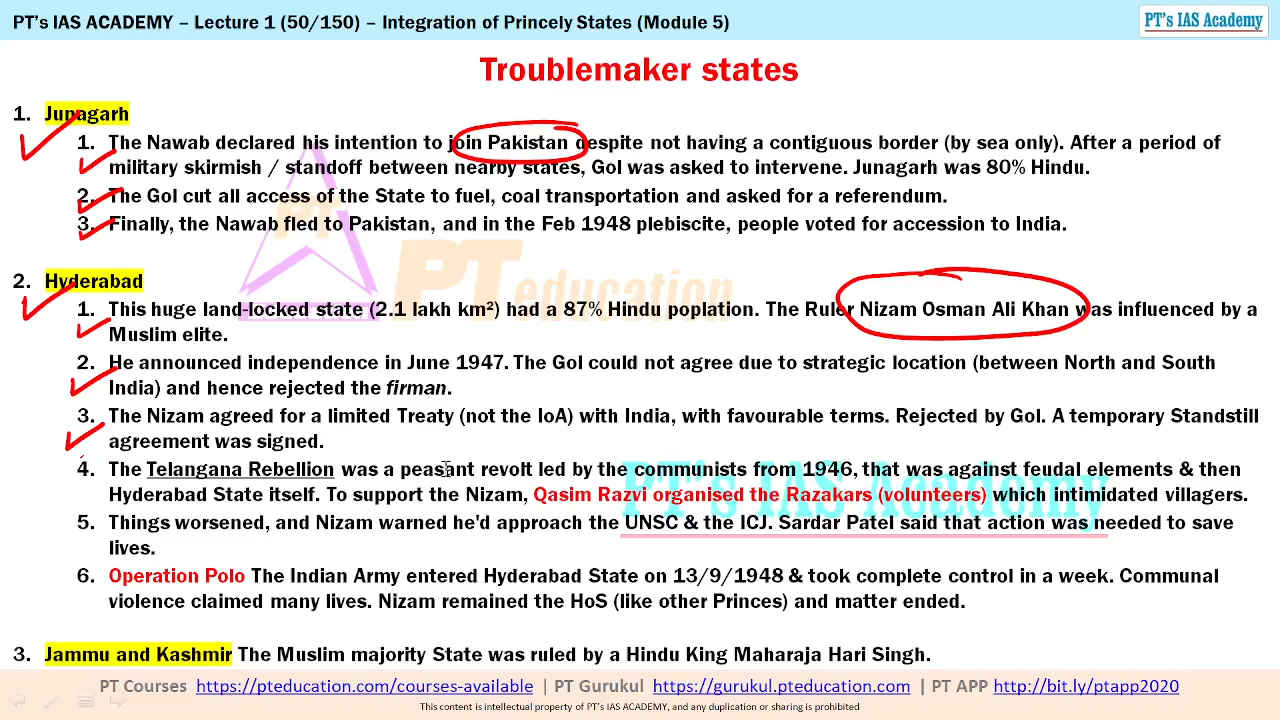 PT's IAS ACADEMY – Lecture 1 (50/150) – Integration of Princely States (Module 5)
PT's IAS Academy
Troublemaker states
1. Junagarh
1. The Nawab declared his intention to join Pakistan despite not having a contiguous border (by sea only). After a period of
military skirmish / standoff between nearby states, GoI was asked to intervene. Junagarh was 80% Hindu.
2. The GoI cut all access of the State to fuel, coal transportation and asked for a referendum.
3. Finally, the Nawab fled to Pakistan, and in the Feb 1948 plebiscite, people voted for accession to India.
PT
PT education
2. Hyderabad
1. This huge land-locked state (2.1 lakh km²) had a 87% Hindu poplation. The Ruler Nizam Osman Ali Khan was influenced by a
Muslim elite.
2. He announced independence in June 1947. The GoI could not agree due to strategic location (between North and South
India) and hence rejected the firman.
3. The Nizam agreed for a limited Treaty (not the IoA) with India, with favourable terms. Rejected by GoI. A temporary Standstill
agreement was signed.
4. The Telangana Rebellion was a peasant revolt led by the communists from 1946, that was against feudal elements & then
Hyderabad State itself. To support the Nizam, Qasim Razvi organised the Razakars (volunteers) which intimidated villagers.
PT's IAS Academy
5. Things worsened, and Nizam warned he'd approach the UNSC & the ICJ. Sardar Patel said that action was needed to save
lives.
6. Operation Polo The Indian Army entered Hyderabad State on 13/9/1948 & took complete control in a week. Communal
violence claimed many lives. Nizam remained the HoS (like other Princes) and matter ended.
3. Jammu and Kashmir The Muslim majority State was ruled by a Hindu King Maharaja Hari Singh.
PT Courses https://pteducation.com/courses-available | PT Gurukul https://gurukul.pteducation.com | PT APP http://bit.ly/ptapp2020
This content is intellectual property of PT's IAS ACADEMY, and any duplication or sharing is prohibited